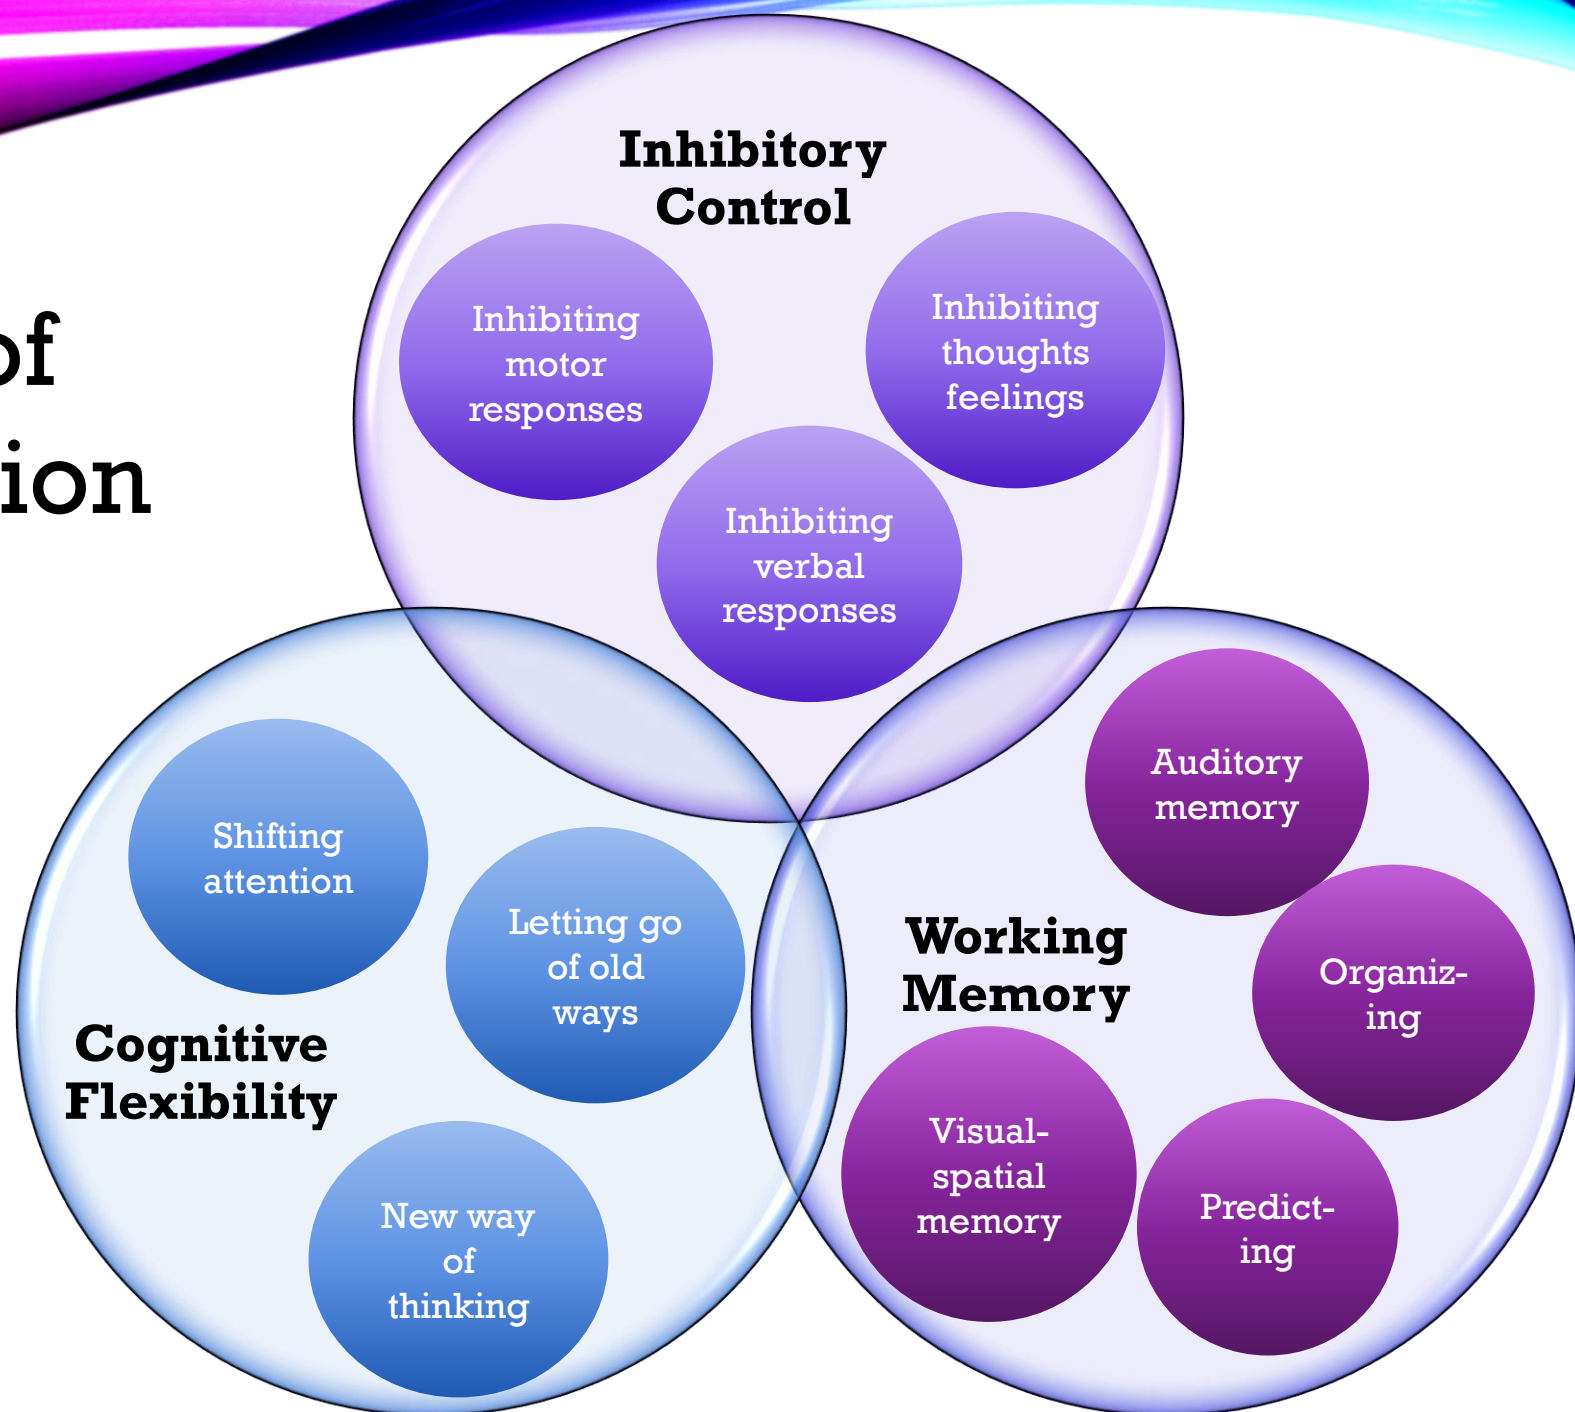 of
ion
Inhibitory
Control
Inhibiting
motor
responses
Inhibiting
thoughts
feelings
Inhibiting
verbal
responses
Shifting
attention
Letting go
of old
ways
Cognitive
Flexibility
New way
of
thinking
Auditory
memory
Working
Memory
Organiz-
ing
Visual-
spatial
memory
Predict-
ing